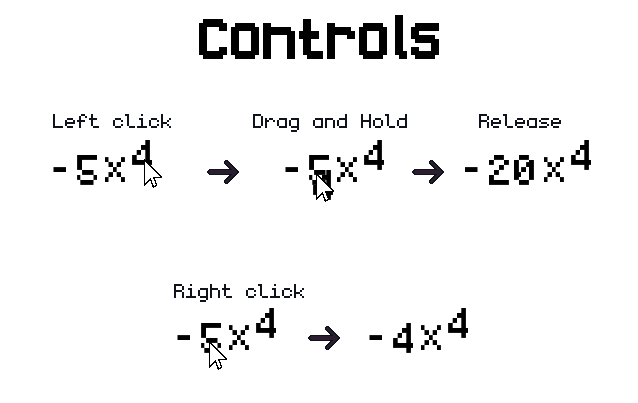 Controls
Left click Drag and Hold Release
-5x⁴ → -5x⁴ → -20x⁴
Right click
-5x⁴ → -4x⁴